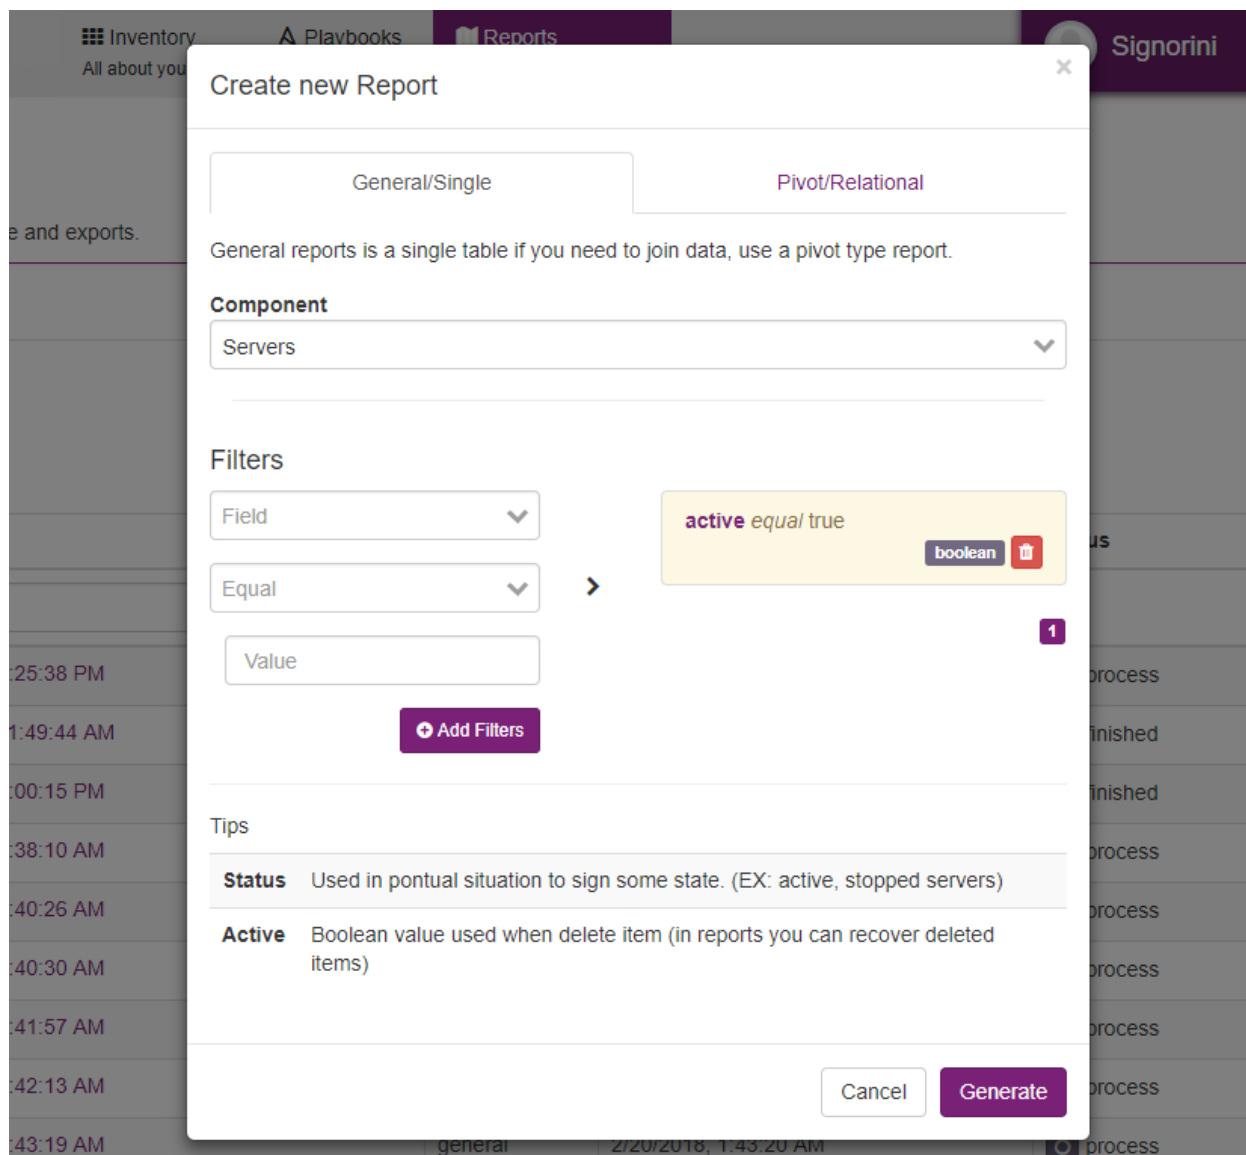 Inventory Playbooks Reports Signorini
All about you
Create new Report ×
General/Single Pivot/Relational
e and exports.
General reports is a single table if you need to join data, use a pivot type report.
Component
Servers
Filters
Field
active equal true
us
boolean
Equal
1
Value
:25:38 PM process
Add Filters
1:49:44 AM finished
:00:15 PM finished
Tips
:38:10 AM process
Status Used in pontual situation to sign some state. (EX: active, stopped servers)
:40:26 AM process
Active Boolean value used when delete item (in reports you can recover deleted
items)
:40:30 AM process
:41:57 AM process
:42:13 AM process
Cancel Generate
:43:19 AM general 2/20/2018, 1:43:20 AM process